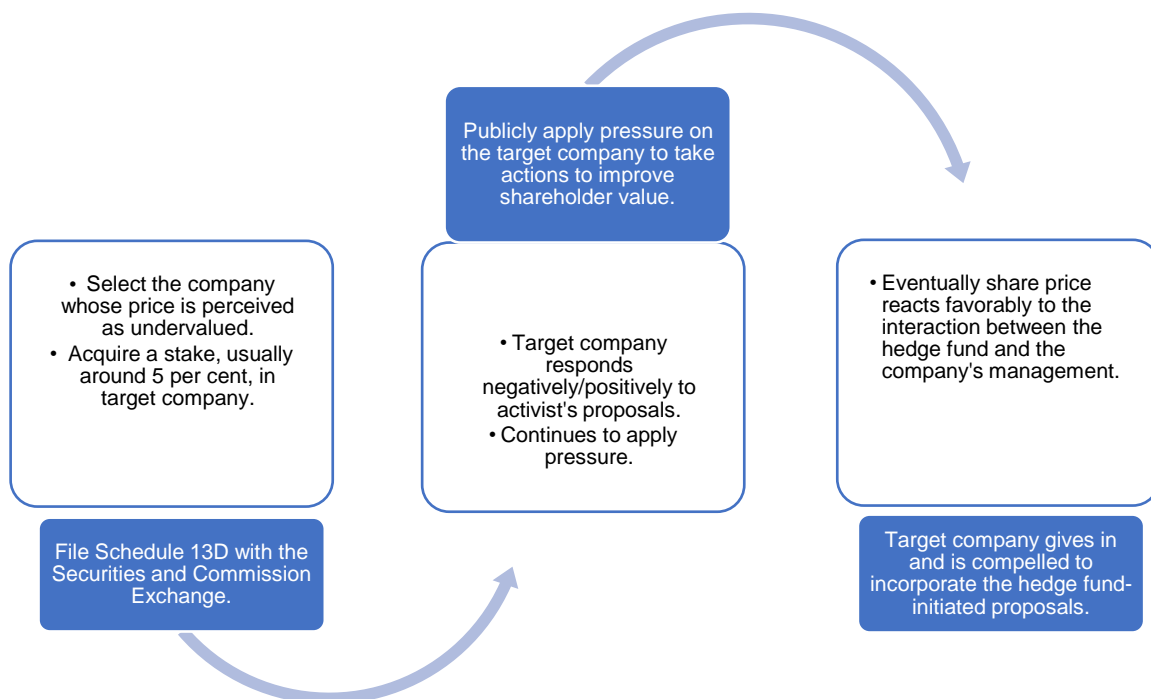 • Select the company
whose price is perceived
as undervalued.
• Acquire a stake, usually
around 5 per cent, in
target company.
File Schedule 13D with the
Securities and Commission
Exchange.
Publicly apply pressure on
the target company to take
actions to improve
shareholder value.
• Target company
responds
negatively/positively to
activist's proposals.
• Continues to apply
pressure.
• Eventually share price
reacts favorably to the
interaction between the
hedge fund and the
company's management.
Target company gives in
and is compelled to
incorporate the hedge fund-
initiated proposals.